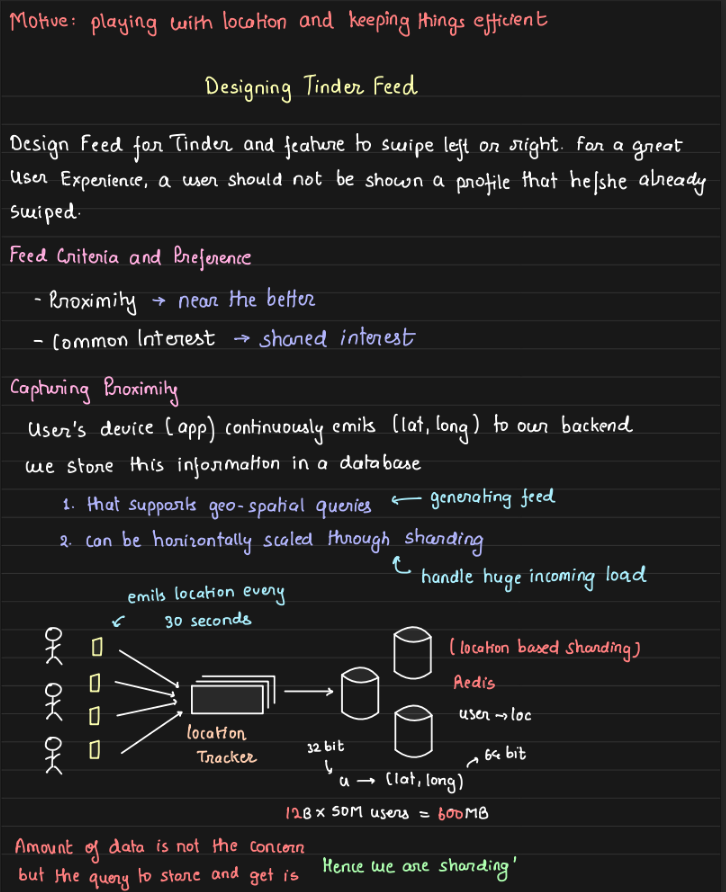 Motive: playing with location and keeping things efficient
Designing Tinder Feed
Design Feed for Tinder and feature to swipe left or right. For a great
User Experience, a user should not be shown a profile that he/she already
swiped.
Feed Criteria and Preference
- Proximity → near the better
- Common Interest → shared interest
Capturing Proximity
User's device (app) continuously emits (lat, long) to our backend
we store this information in a database
1. that supports geo-spatial queries ← generating feed
2. can be horizontally scaled through sharding
handle huge incoming load
emits location every
30 seconds
(location based sharding)
Redis
user → loc
location
Tracker
32 bit
64 bit
u → (lat, long)
12B x 50M users = 600MB
Amount of data is not the concern
but the query to store and get is
Hence we are sharding'